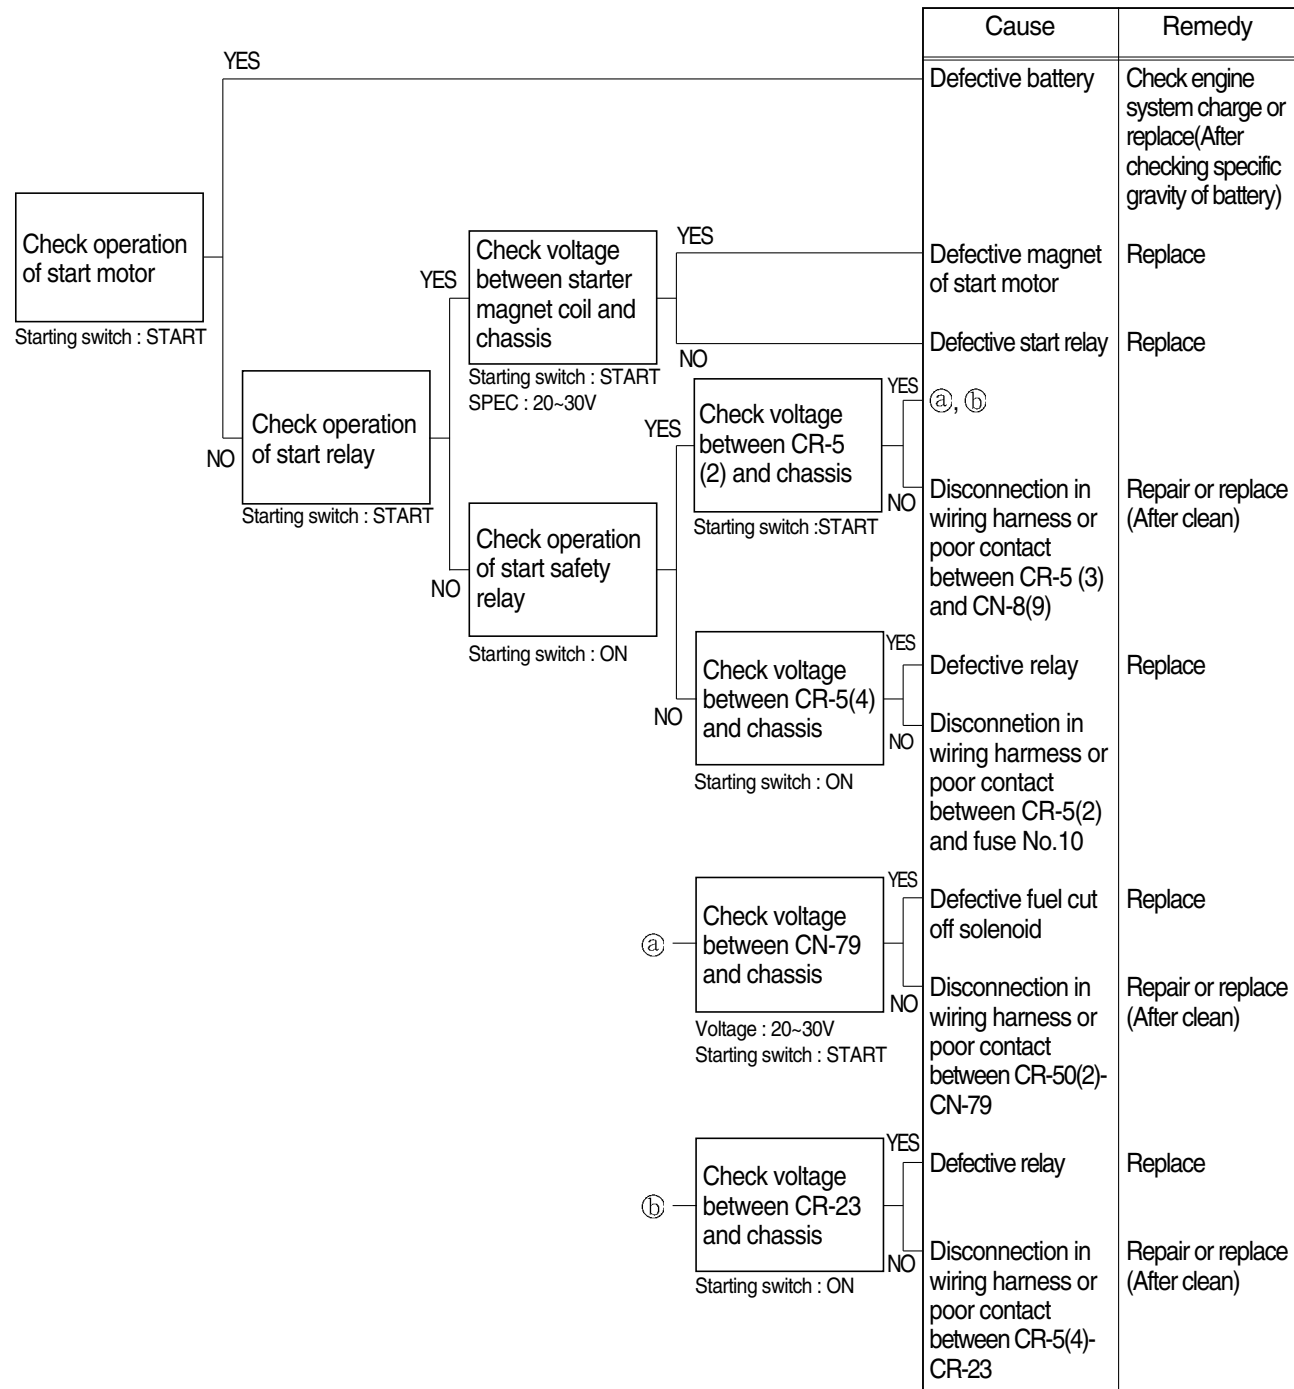 Cause
Remedy
YES
Defective battery
Check engine
system charge or
replace(After
checking specific
gravity of battery)
Check operation
of start motor
Starting switch : START
YES
Check voltage
between starter
magnet coil and
chassis
Starting switch : START
SPEC : 20~30V
YES
Defective magnet
of start motor
Replace
NO
Defective start relay
Replace
NO
Check operation
of start relay
Starting switch : START
YES
Check voltage
between CR-5
(2) and chassis
Starting switch :START
YES
ⓐ, ⓑ
NO
Disconnection in
wiring harness or
poor contact
between CR-5 (3)
and CN-8(9)
Repair or replace
(After clean)
NO
Check operation
of start safety
relay
Starting switch : ON
NO
Check voltage
between CR-5(4)
and chassis
Starting switch : ON
YES
Defective relay
Replace
NO
Disconnetion in
wiring harmess or
poor contact
between CR-5(2)
and fuse No.10
ⓐ
Check voltage
between CN-79
and chassis
Voltage : 20~30V
Starting switch : START
YES
Defective fuel cut
off solenoid
Replace
NO
Disconnection in
wiring harness or
poor contact
between CR-50(2)-
CN-79
Repair or replace
(After clean)
ⓑ
Check voltage
between CR-23
and chassis
Starting switch : ON
YES
Defective relay
Replace
NO
Disconnection in
wiring harness or
poor contact
between CR-5(4)-
CR-23
Repair or replace
(After clean)